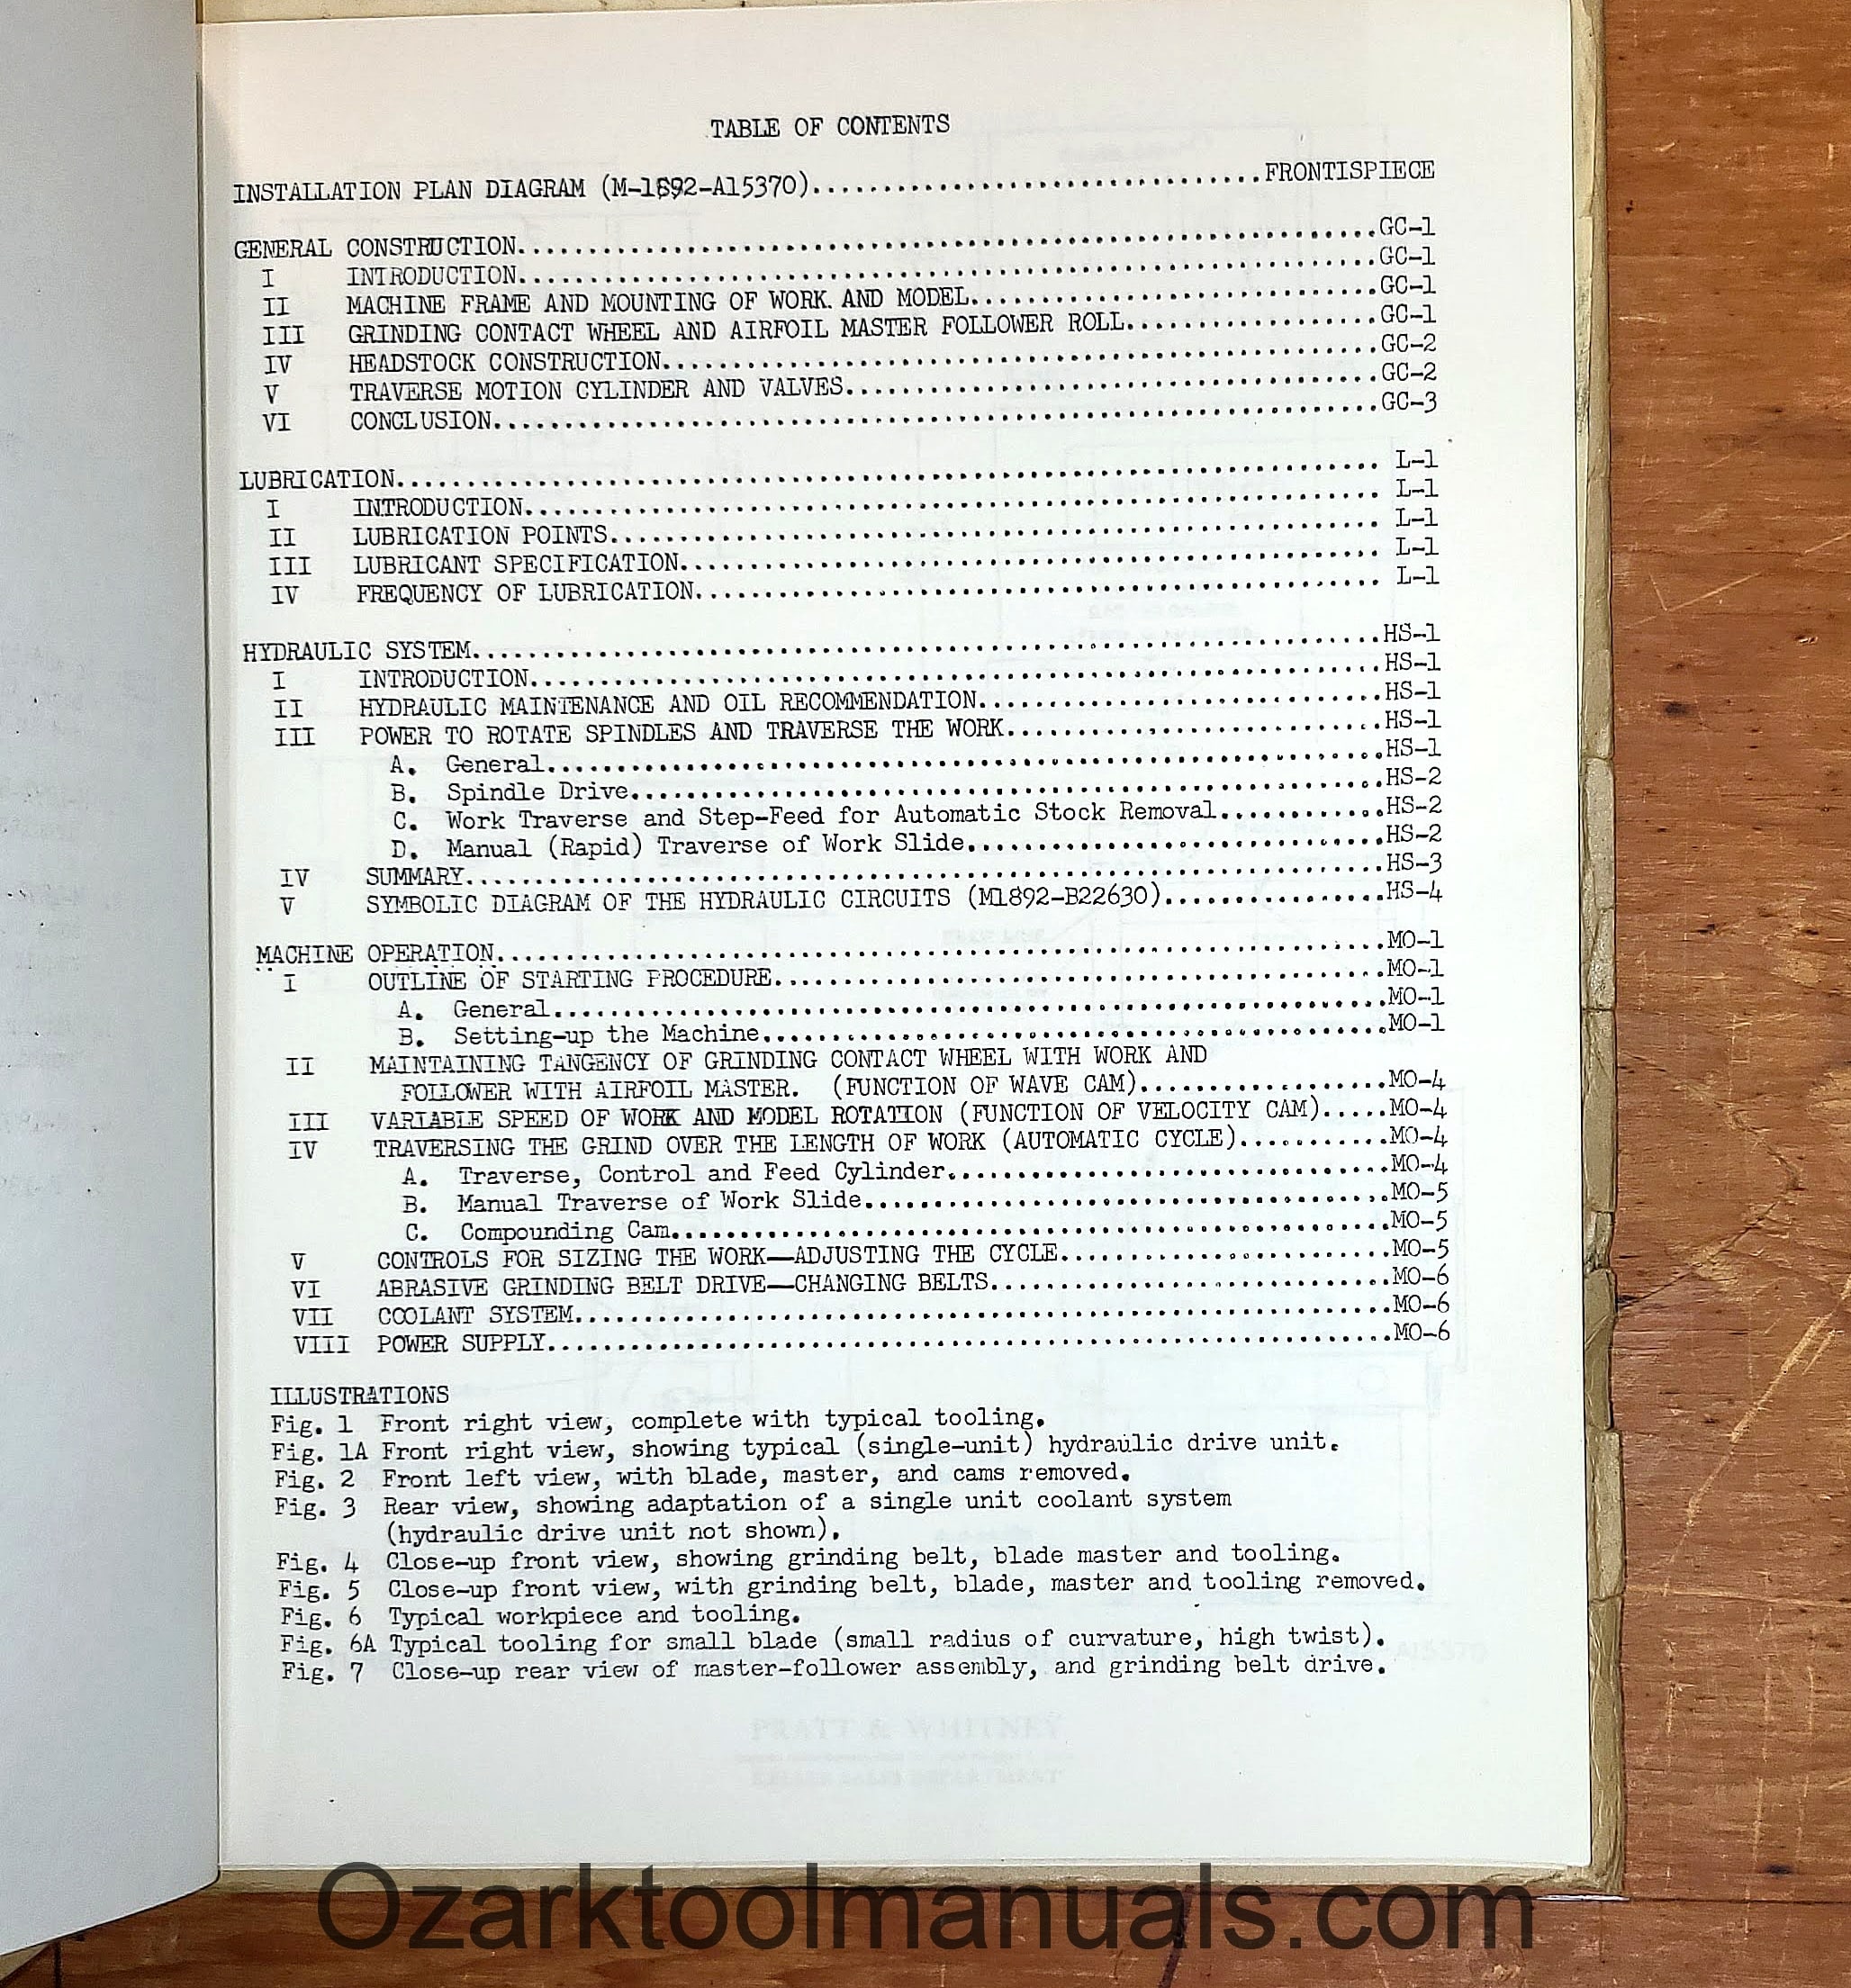 TABLE OF CONTENTS
INSTALLATION PLAN DIAGRAM (M-1892-A15370)................................FRONTISPIECE
GENERAL CONSTRUCTION.............................................................GC-1
I INTRODUCTION.............................................................GC-1
II MACHINE FRAME AND MOUNTING OF WORK AND MODEL.............................GC-1
III GRINDING CONTACT WHEEL AND AIRFOIL MASTER FOLLOWER ROLL..................GC-1
IV HEADSTOCK CONSTRUCTION...................................................GC-2
V TRAVERSE MOTION CYLINDER AND VALVES......................................GC-2
VI CONCLUSION...............................................................GC-3
LUBRICATION...................................................................... L-1
I INTRODUCTION............................................................. L-1
II LUBRICATION POINTS....................................................... L-1
III LUBRICANT SPECIFICATION.................................................. L-1
IV FREQUENCY OF LUBRICATION................................................. L-1
HYDRAULIC SYSTEM.................................................................HS-1
I INTRODUCTION.............................................................HS-1
II HYDRAULIC MAINTENANCE AND OIL RECOMMENDATION.............................HS-1
III POWER TO ROTATE SPINDLES AND TRAVERSE THE WORK...........................HS-1
A. General............................................................HS-1
B. Spindle Drive......................................................HS-2
C. Work Traverse and Step-Feed for Automatic Stock Removal............HS-2
D. Manual (Rapid) Traverse of Work Slide..............................HS-2
IV SUMMARY..................................................................HS-3
V SYMBOLIC DIAGRAM OF THE HYDRAULIC CIRCUITS (M1892-B22630)................HS-4
MACHINE OPERATION................................................................MO-1
I OUTLINE OF STARTING PROCEDURE............................................MO-1
A. General............................................................MO-1
B. Setting-up the Machine.............................................MO-1
II MAINTAINING TANGENCY OF GRINDING CONTACT WHEEL WITH WORK AND
FOLLOWER WITH AIRFOIL MASTER. (FUNCTION OF WAVE CAM)..................MO-4
III VARIABLE SPEED OF WORK AND MODEL ROTATION (FUNCTION OF VELOCITY CAM).....MO-4
IV TRAVERSING THE GRIND OVER THE LENGTH OF WORK (AUTOMATIC CYCLE)...........MO-4
A. Traverse, Control and Feed Cylinder................................MO-4
B. Manual Traverse of Work Slide......................................MO-5
C. Compounding Cam....................................................MO-5
V CONTROLS FOR SIZING THE WORK—ADJUSTING THE CYCLE........................MO-5
VI ABRASIVE GRINDING BELT DRIVE—CHANGING BELTS.............................MO-6
VII COOLANT SYSTEM...........................................................MO-6
VIII POWER SUPPLY.............................................................MO-6
ILLUSTRATIONS
Fig. 1 Front right view, complete with typical tooling.
Fig. 1A Front right view, showing typical (single-unit) hydraulic drive unit.
Fig. 2 Front left view, with blade, master, and cams removed.
Fig. 3 Rear view, showing adaptation of a single unit coolant system
(hydraulic drive unit not shown).
Fig. 4 Close-up front view, showing grinding belt, blade master and tooling.
Fig. 5 Close-up front view, with grinding belt, blade, master and tooling removed.
Fig. 6 Typical workpiece and tooling.
Fig. 6A Typical tooling for small blade (small radius of curvature, high twist).
Fig. 7 Close-up rear view of master-follower assembly, and grinding belt drive.
PRATT & WHITNEY
Ozarktoolmanuals.com